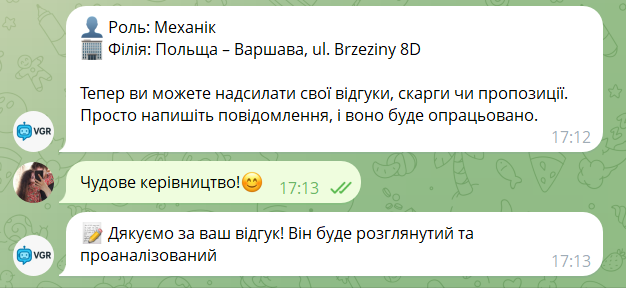 👤 Роль: Механік
🏢 Філія: Польща – Варшава, ul. Brzeziny 8D
Тепер ви можете надсилати свої відгуки, скарги чи пропозиції.
Просто напишіть повідомлення, і воно буде опрацьовано.
VGR
17:12
Чудове керівництво!😊
17:13
📝 Дякуємо за ваш відгук! Він буде розглянутий та
проаналізований
VGR
17:13